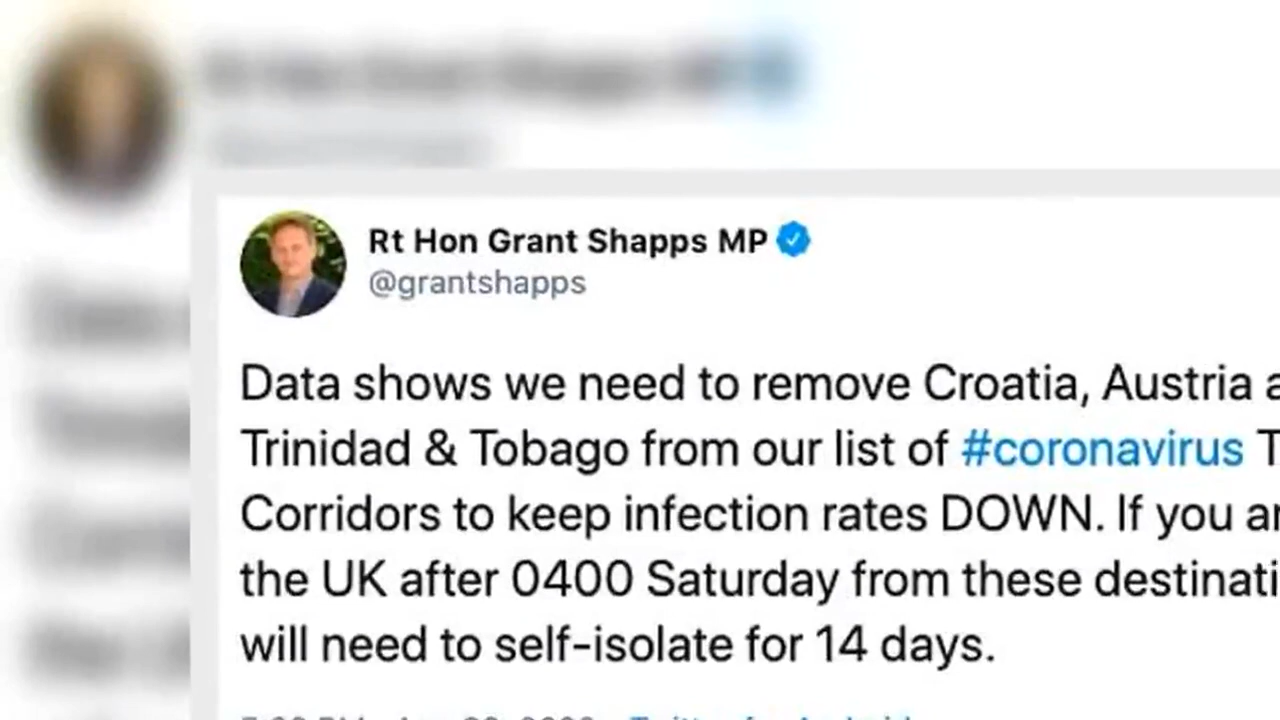 Rt Hon Grant Shapps MP
@grantshapps
Data shows we need to remove Croatia, Austria
Trinidad & Tobago from our list of #coronavirus
Corridors to keep infection rates DOWN. If you
the UK after 0400 Saturday from these
will need to self-isolate for 14 days.